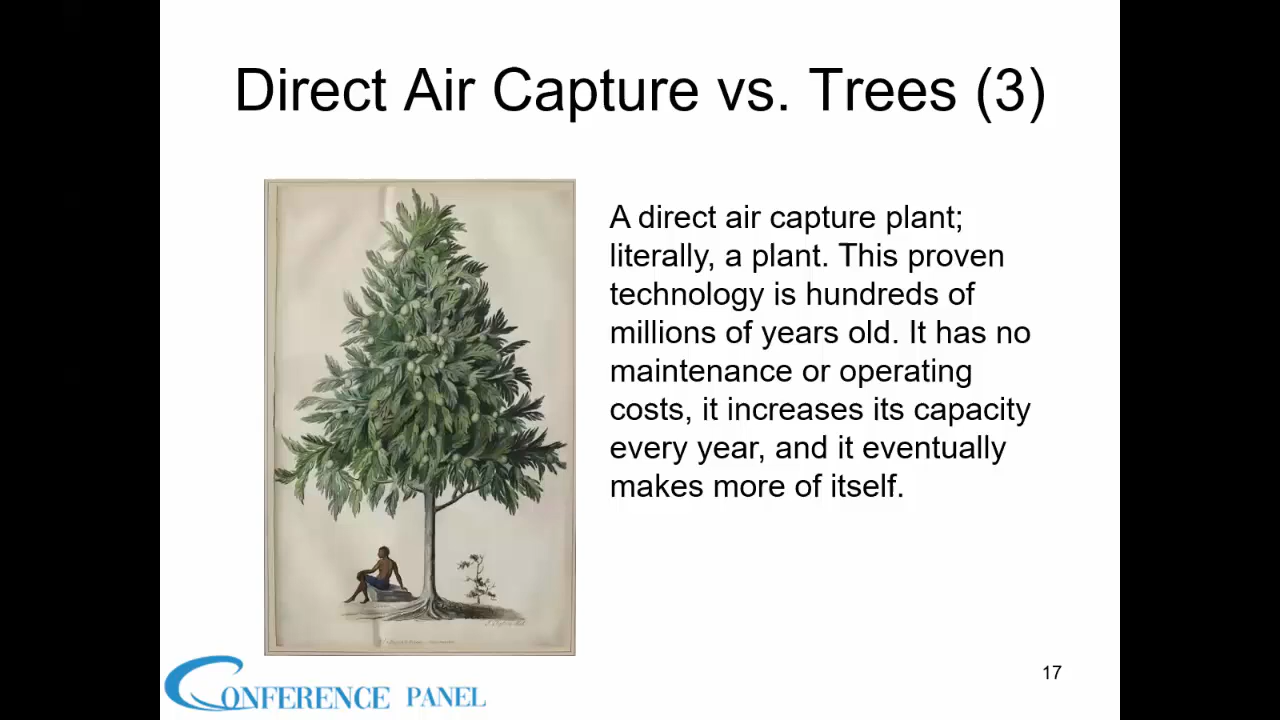 Direct Air Capture vs. Trees (3)
A direct air capture plant;
literally, a plant. This proven
technology is hundreds of
millions of years old. It has no
maintenance or operating
costs, it increases its capacity
every year, and it eventually
makes more of itself.
CONFERENCE PANEL
17